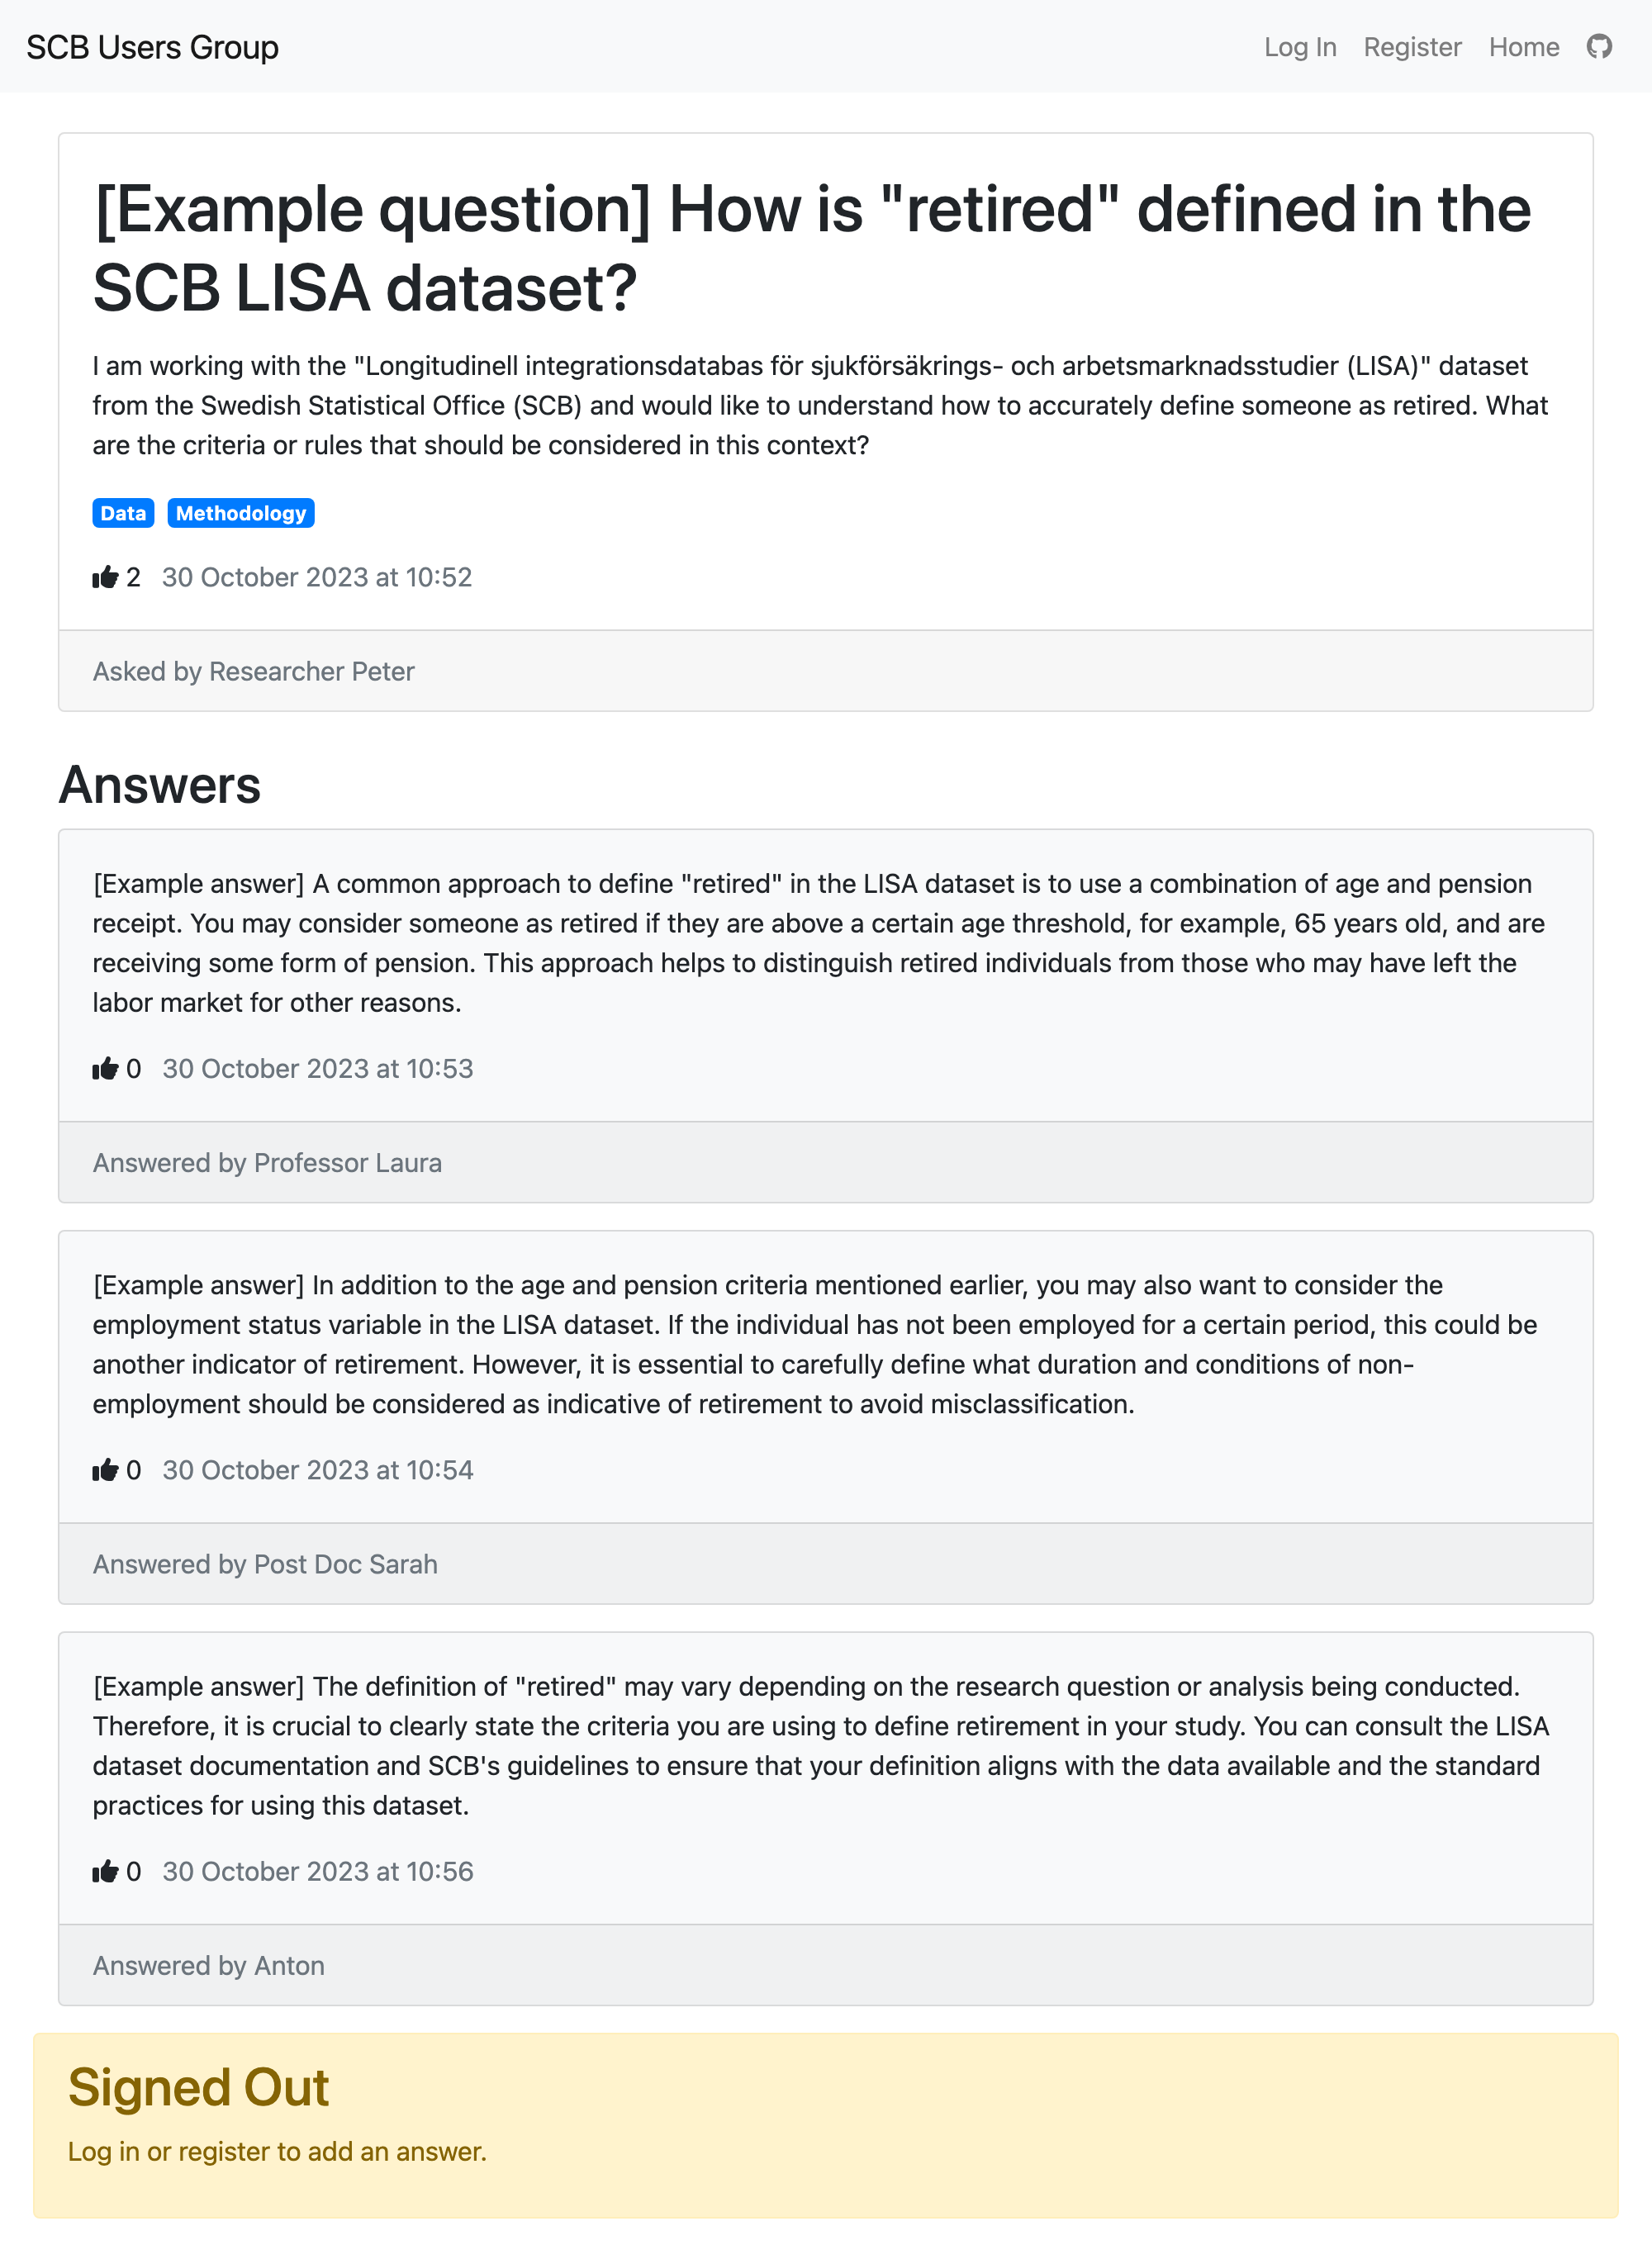 SCB Users Group
Log In Register Home
[Example question] How is "retired" defined in the
SCB LISA dataset?
I am working with the "Longitudinell integrationsdatabas för sjukförsäkrings- och arbetsmarknadsstudier (LISA)" dataset
from the Swedish Statistical Office (SCB) and would like to understand how to accurately define someone as retired. What
are the criteria or rules that should be considered in this context?
Data Methodology
2 30 October 2023 at 10:52
Asked by Researcher Peter
Answers
[Example answer] A common approach to define "retired" in the LISA dataset is to use a combination of age and pension
receipt. You may consider someone as retired if they are above a certain age threshold, for example, 65 years old, and are
receiving some form of pension. This approach helps to distinguish retired individuals from those who may have left the
labor market for other reasons.
0 30 October 2023 at 10:53
Answered by Professor Laura
[Example answer] In addition to the age and pension criteria mentioned earlier, you may also want to consider the
employment status variable in the LISA dataset. If the individual has not been employed for a certain period, this could be
another indicator of retirement. However, it is essential to carefully define what duration and conditions of non-
employment should be considered as indicative of retirement to avoid misclassification.
0 30 October 2023 at 10:54
Answered by Post Doc Sarah
[Example answer] The definition of "retired" may vary depending on the research question or analysis being conducted.
Therefore, it is crucial to clearly state the criteria you are using to define retirement in your study. You can consult the LISA
dataset documentation and SCB's guidelines to ensure that your definition aligns with the data available and the standard
practices for using this dataset.
0 30 October 2023 at 10:56
Answered by Anton
Signed Out
Log in or register to add an answer.